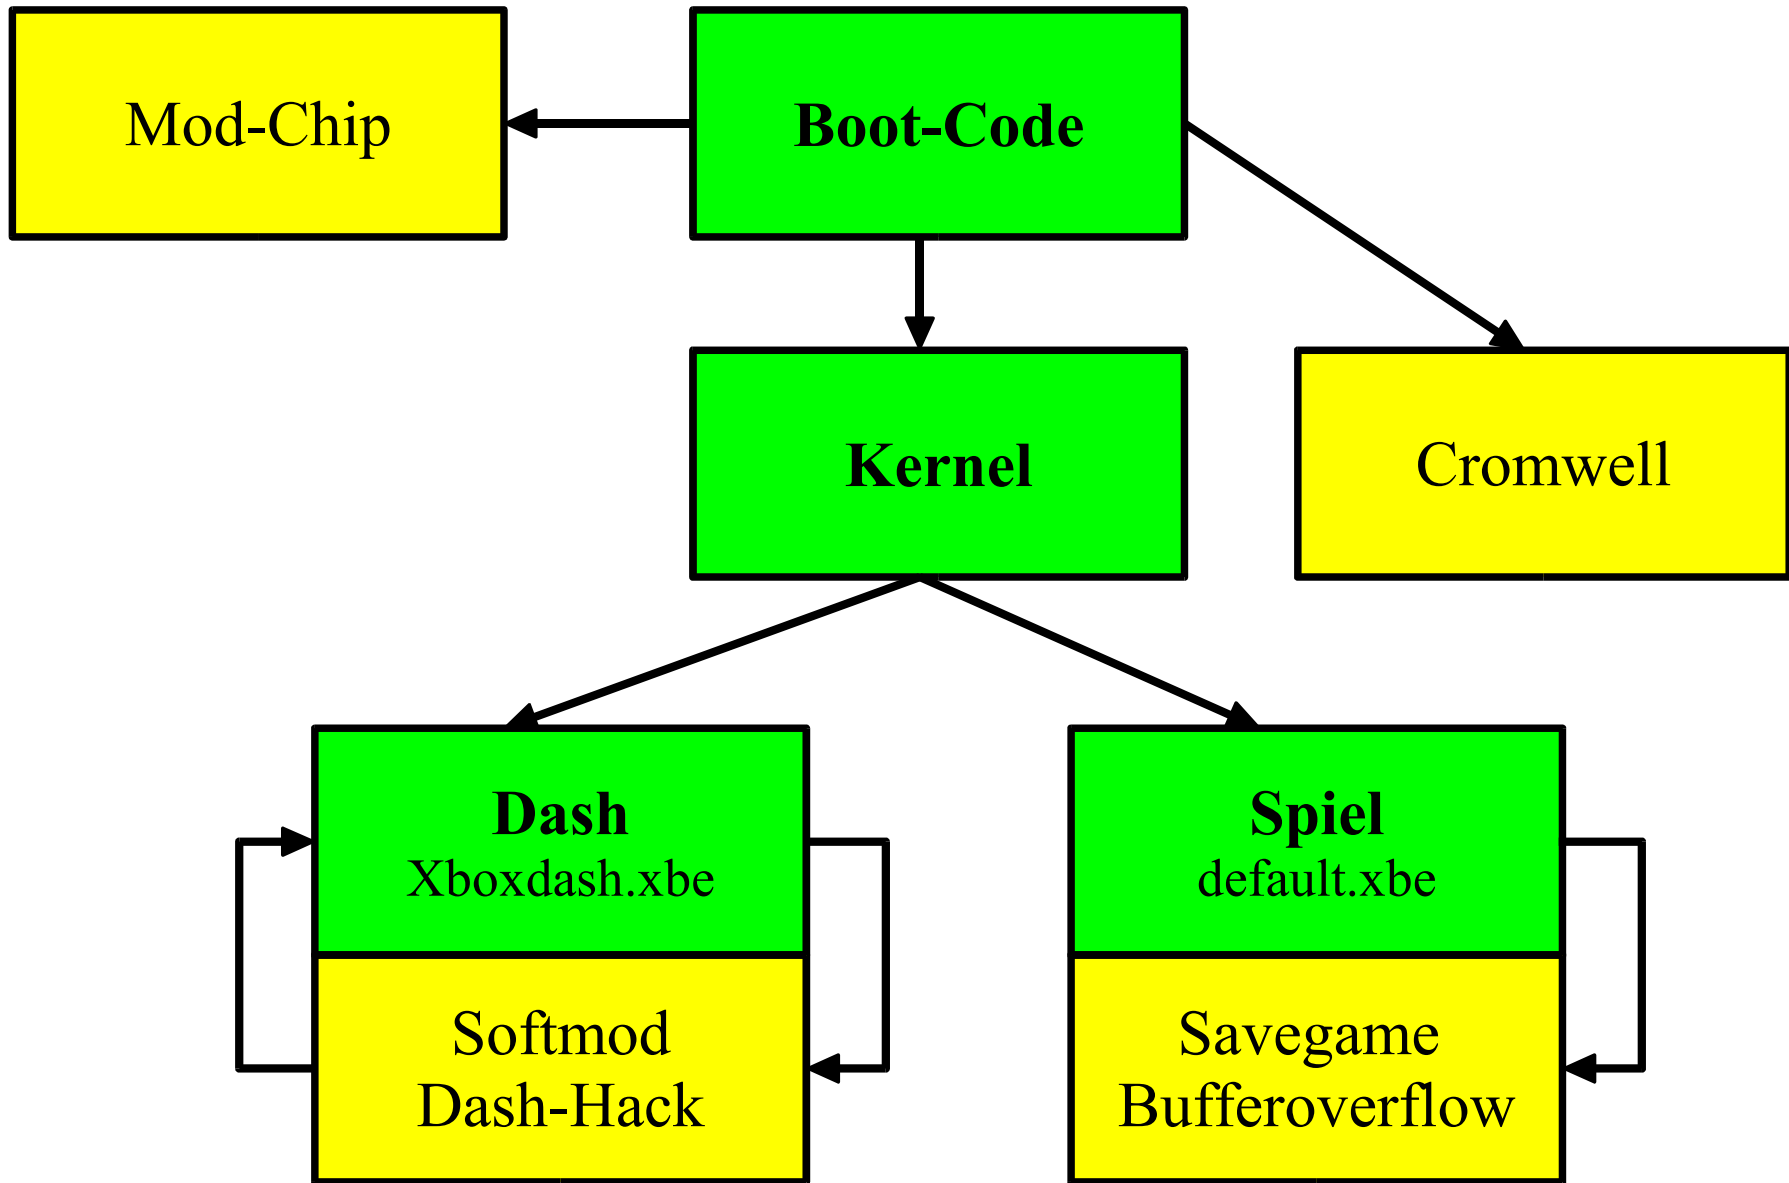 Mod-Chip
Boot-Code
Kernel
Cromwell
Dash
Xboxdash.xbe
Softmod
Dash-Hack
Spiel
default.xbe
Savegame
Bufferoverflow